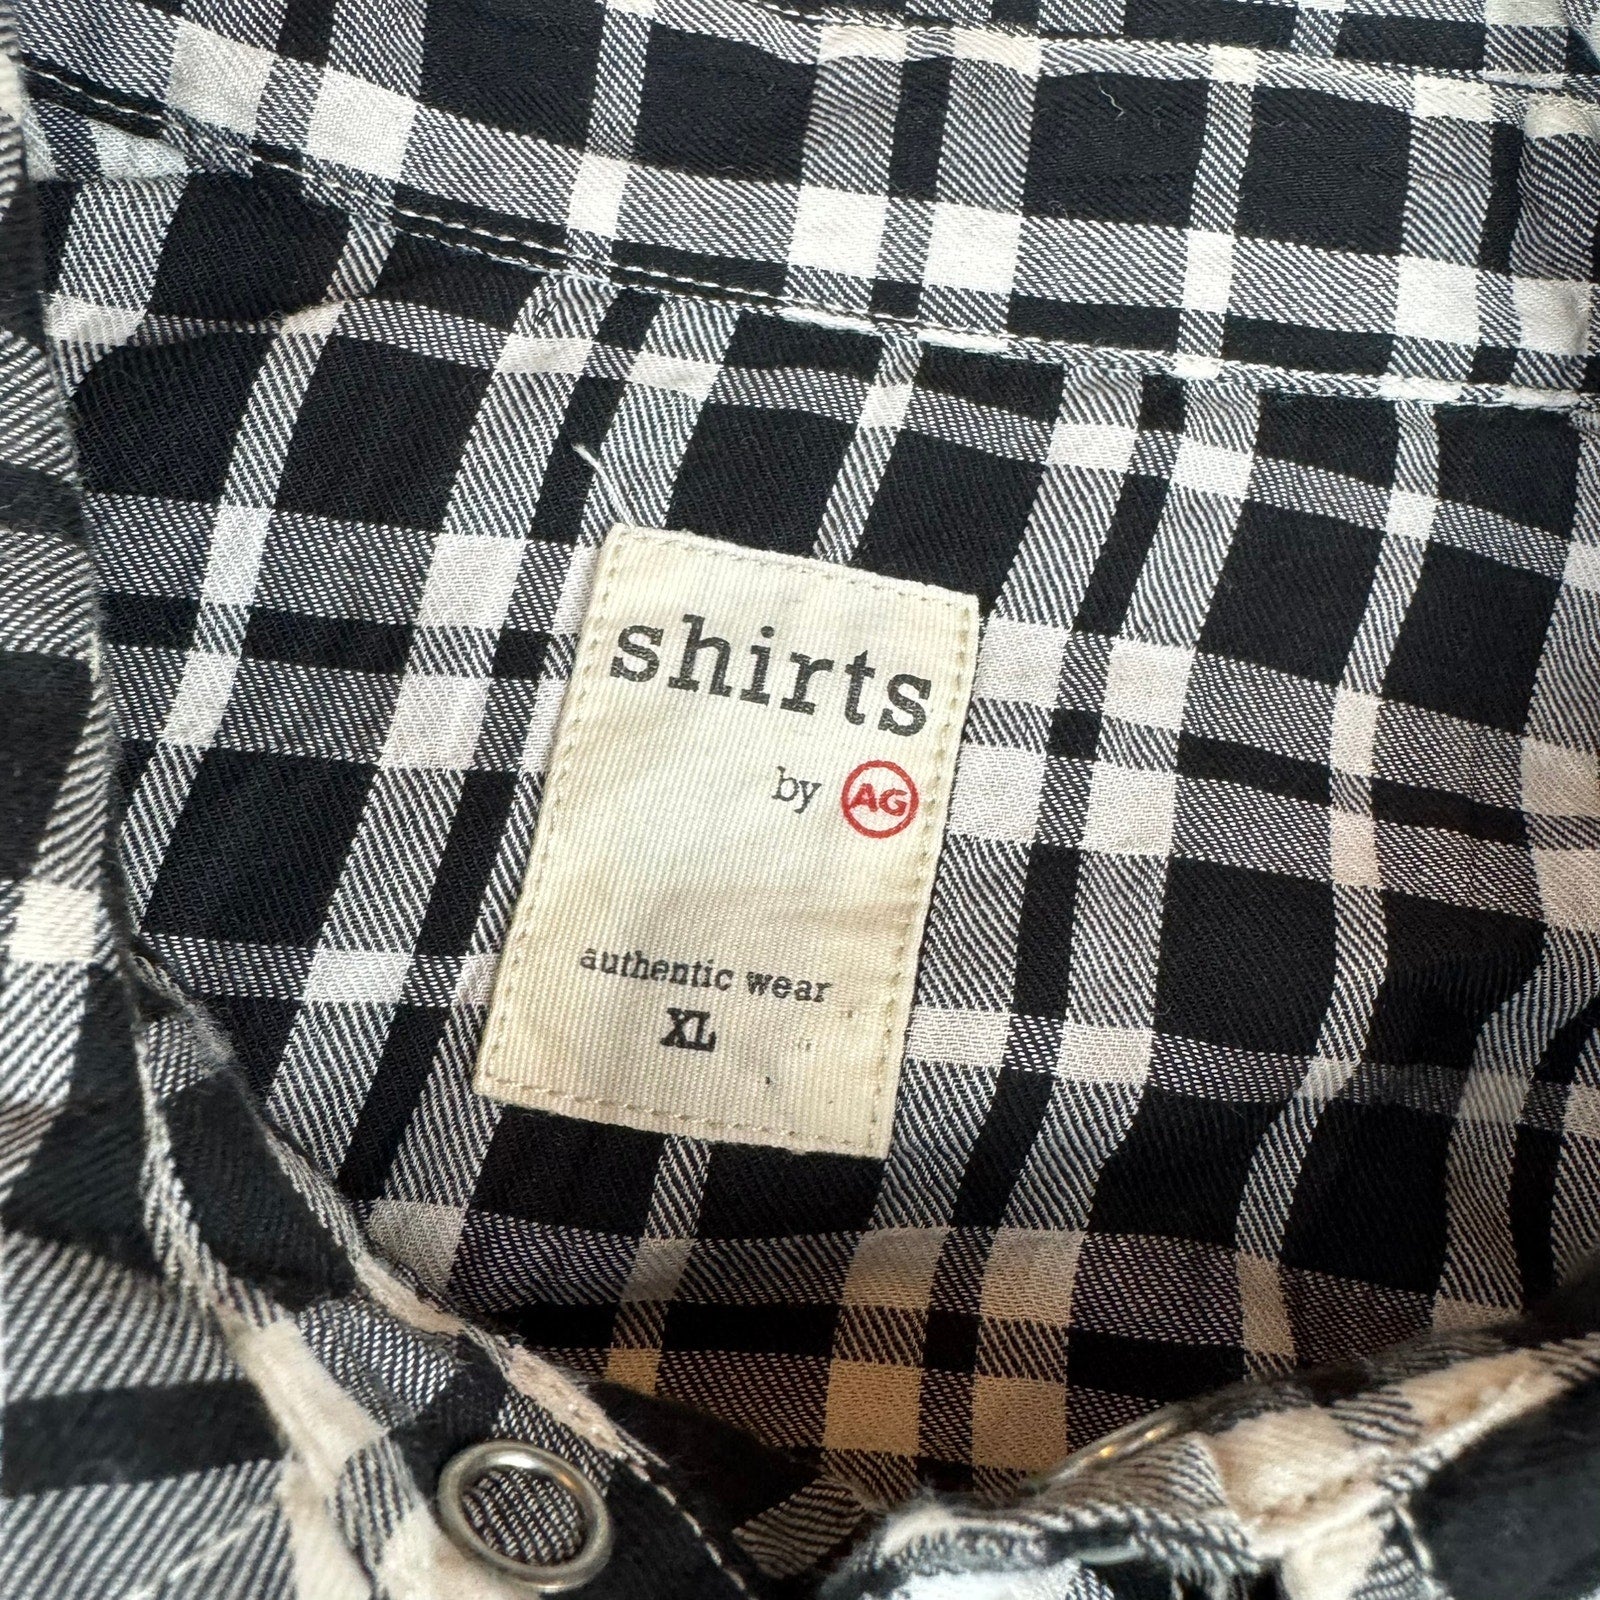 shirts
by AG
authentic wear
XL